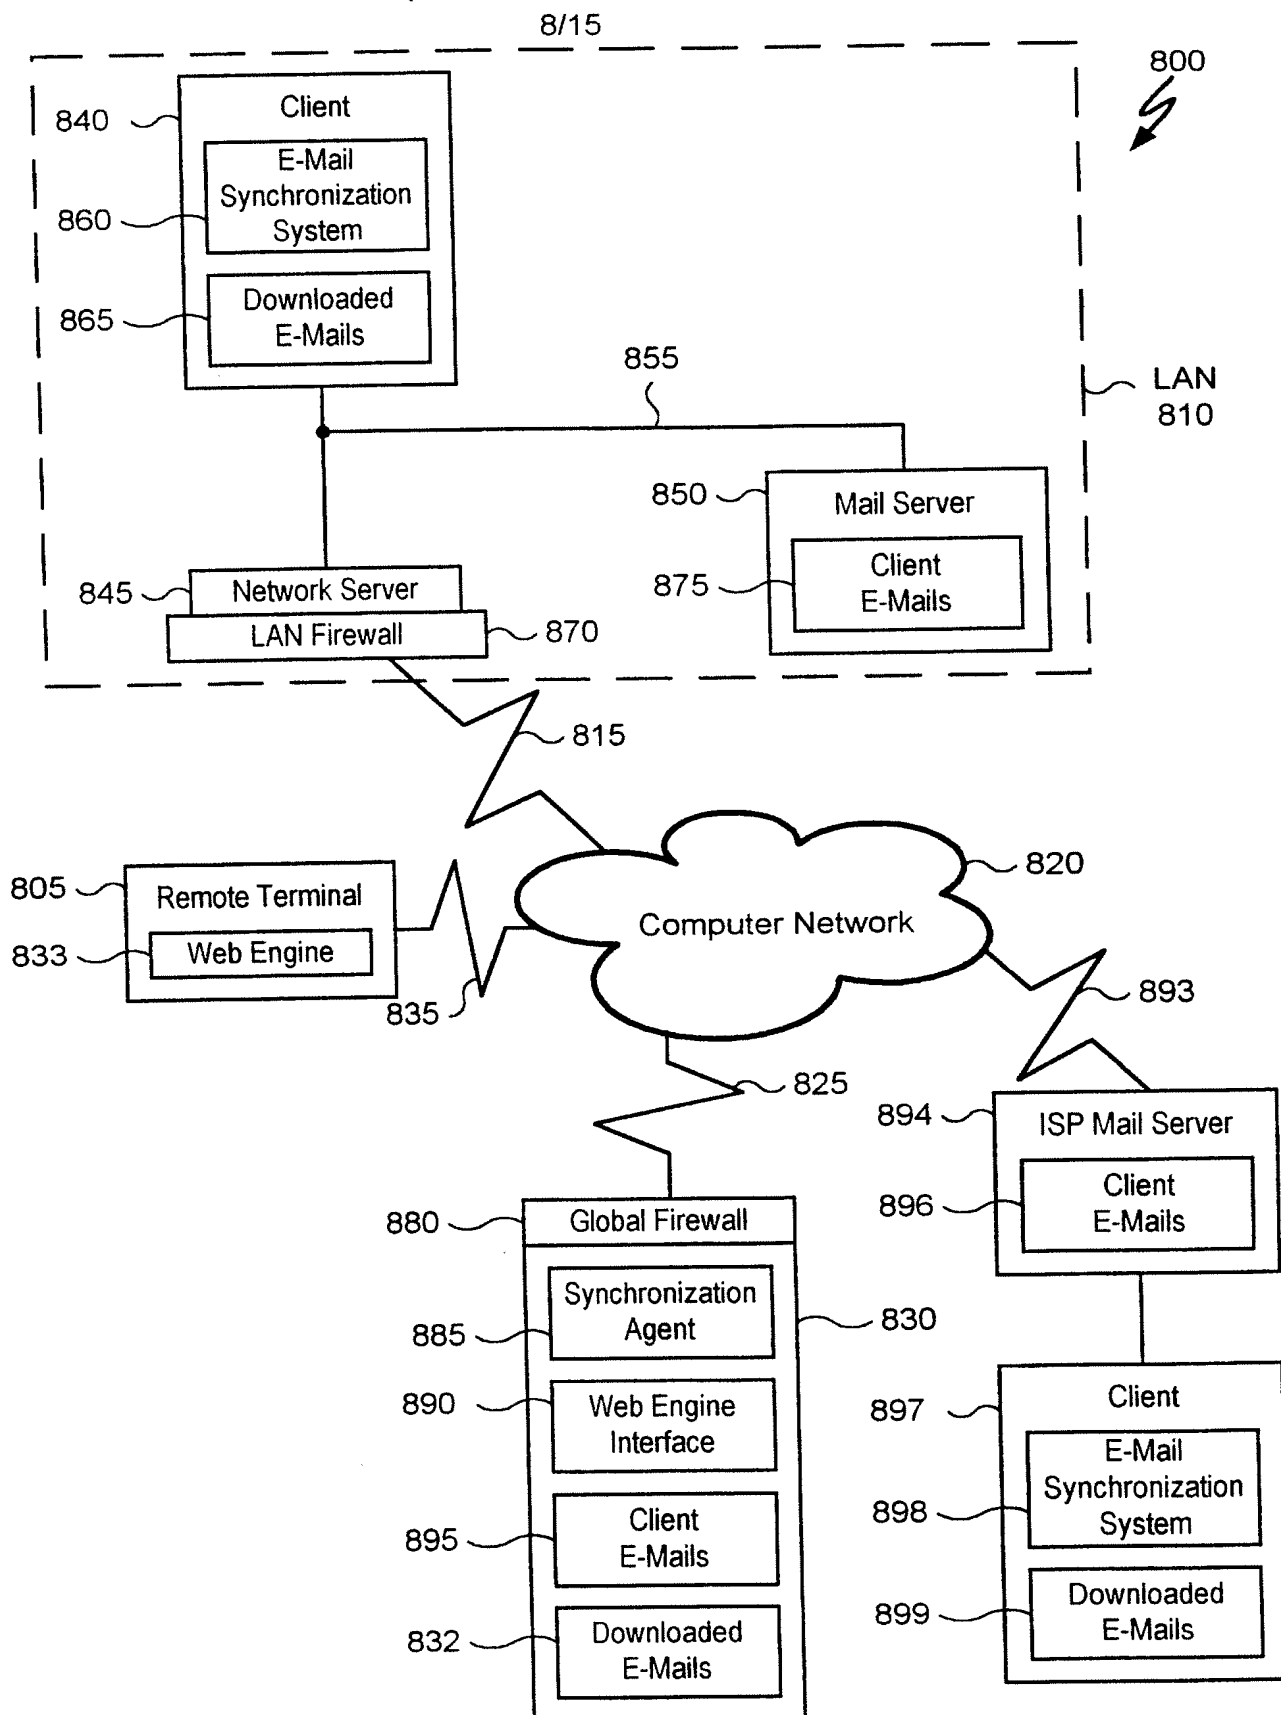 8/15
800
840
Client
E-Mail
Synchronization
System
860
Downloaded
E-Mails
865
855
LAN
810
850
Mail Server
Client
E-Mails
875
845
Network Server
LAN Firewall
870
815
820
805
Remote Terminal
Computer Network
833
Web Engine
835
893
825
894
ISP Mail Server
Client
E-Mails
896
880
Global Firewall
Synchronization
Agent
885
830
890
Web Engine
Interface
897
Client
E-Mail
Synchronization
System
898
895
Client
E-Mails
899
Downloaded
E-Mails
832
Downloaded
E-Mails